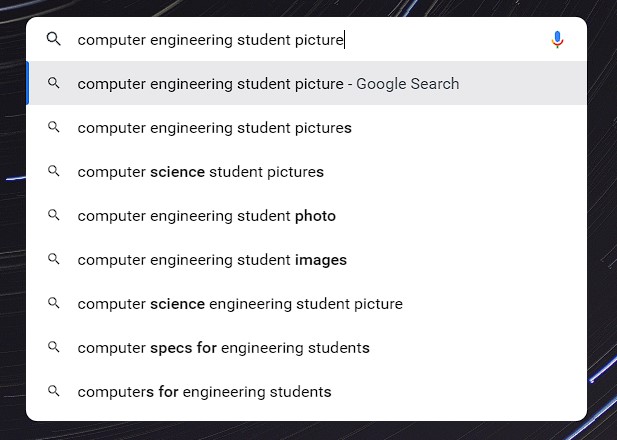 computer engineering student picture
computer engineering student picture - Google Search
computer engineering student pictures
computer science student pictures
computer engineering student photo
computer engineering student images
computer science engineering student picture
computer specs for engineering students
computers for engineering students